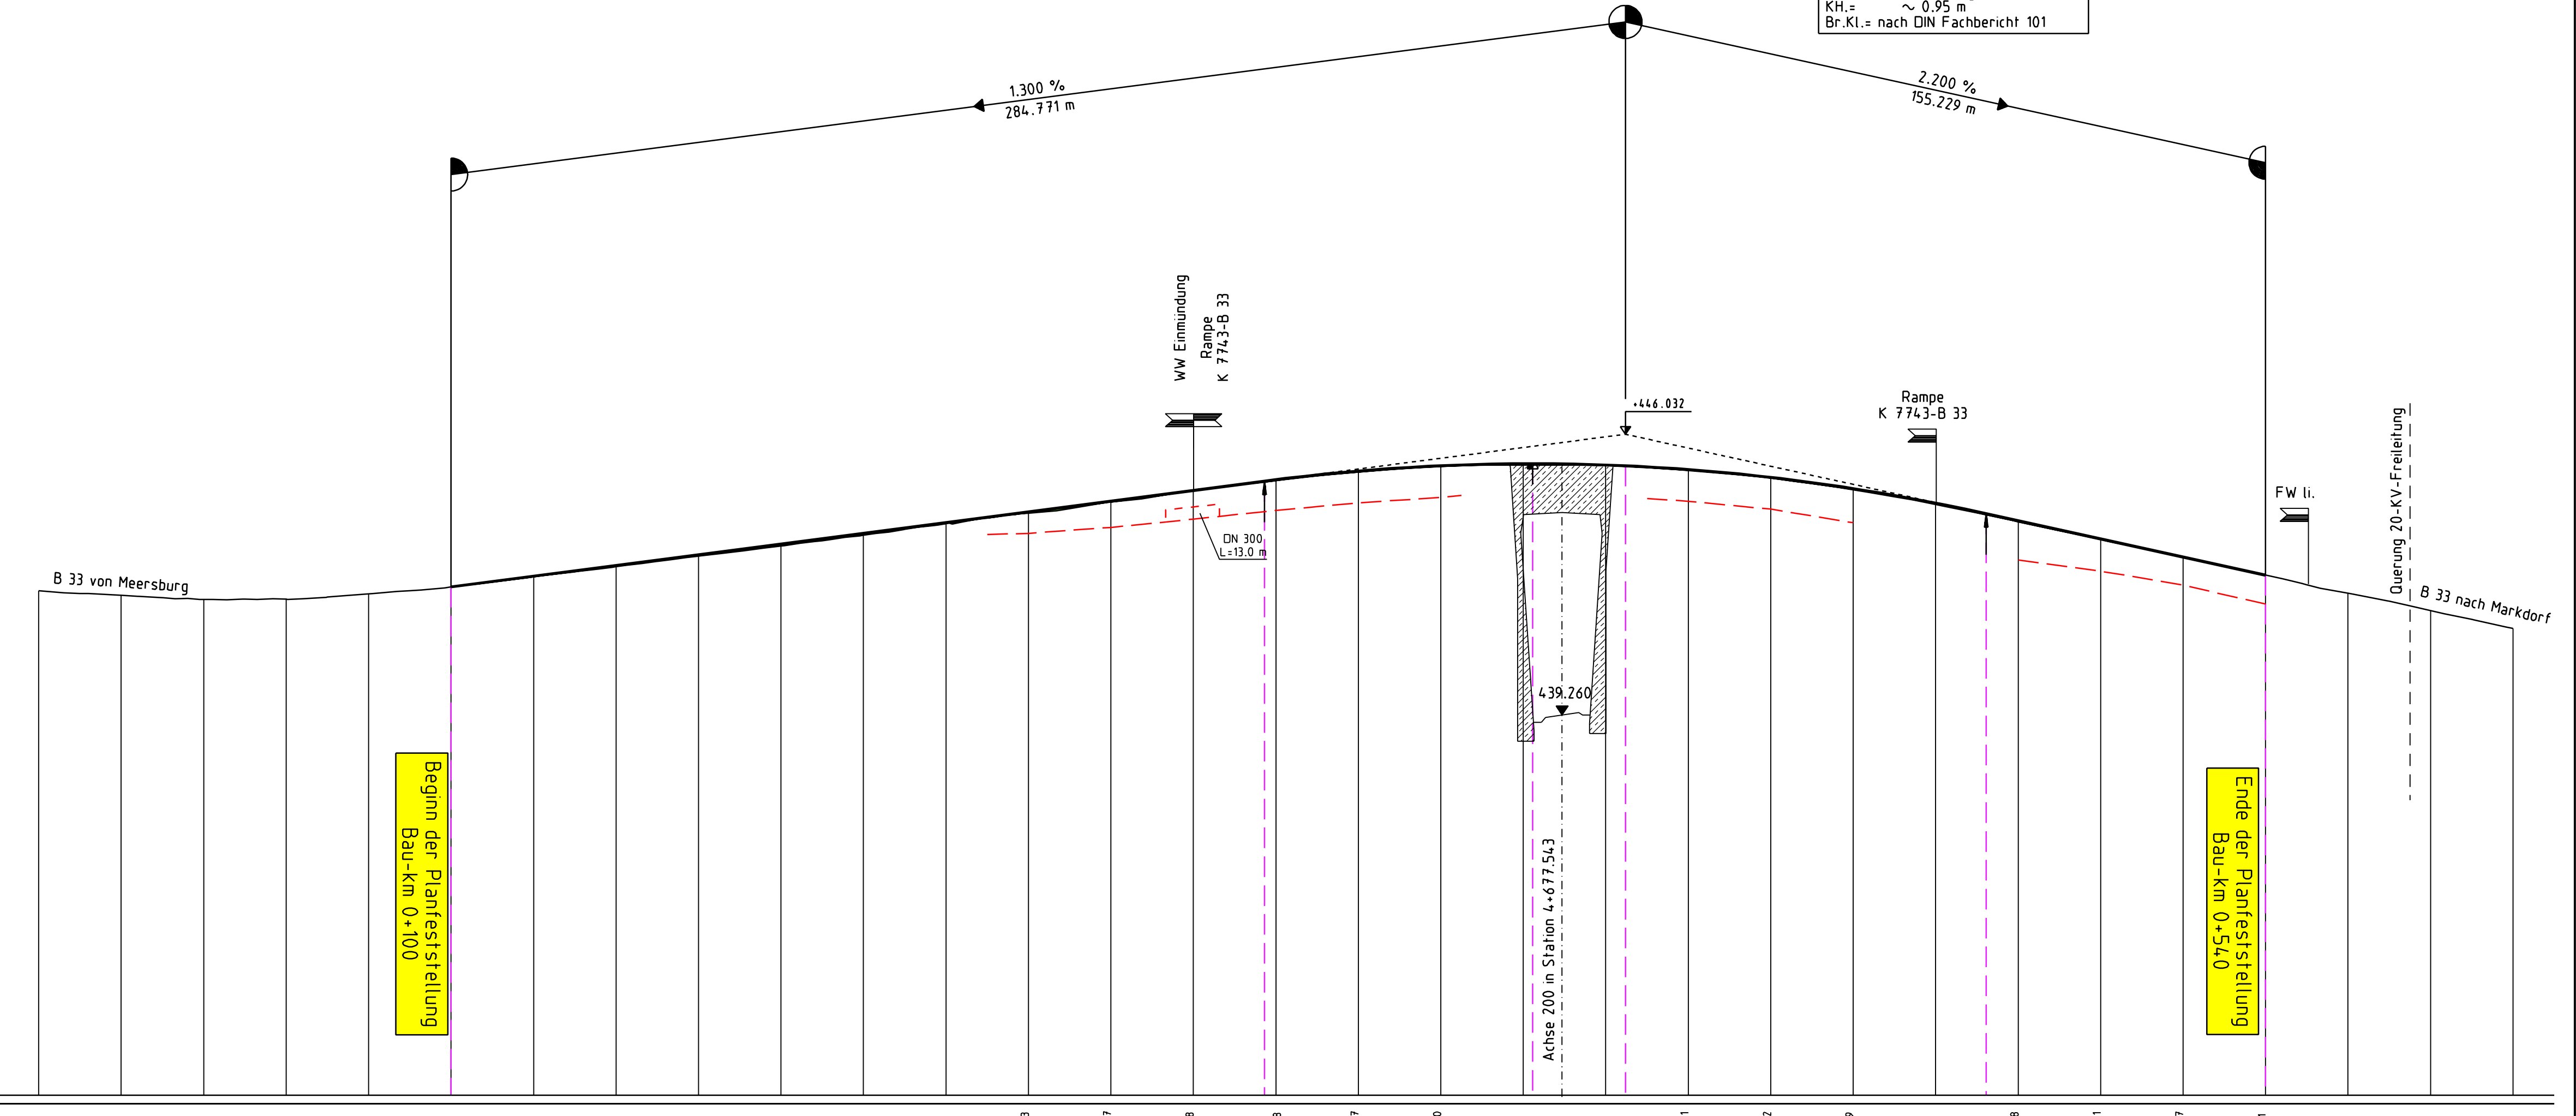 KH.= ~ 0.95 m
Br.Kl.= nach DIN Fachbericht 101
1.300 %
284.771 m
2.200 %
155.229 m
WW Einmündung
Rampe
K 7743-B 33
+446.032
Rampe
K 7743-B 33
Querung 20-KV-Freileitung
FW li.
DN 300
L=13.0 m
B 33 von Meersburg
B 33 nach Markdorf
439.260
Achse 200 in Station 4+677.543
Beginn der Planfeststellung
Bau-km 0+100
Ende der Planfeststellung
Bau-km 0+540